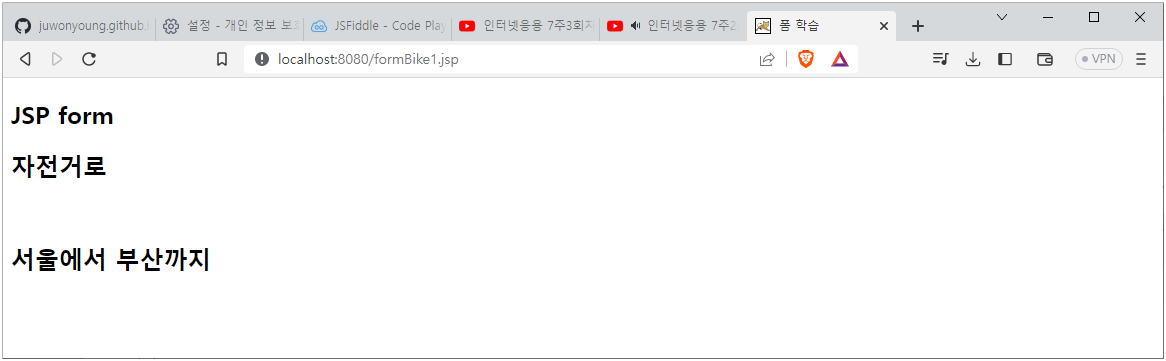 juwonyoung.github.
설정 - 개인 정보 보호
JSFiddle - Code Play
인터넷응용 7주3회차
인터넷응용 7주2
폼 학습
localhost:8080/formBike1.jsp
VPN
JSP form
자전거로
서울에서 부산까지